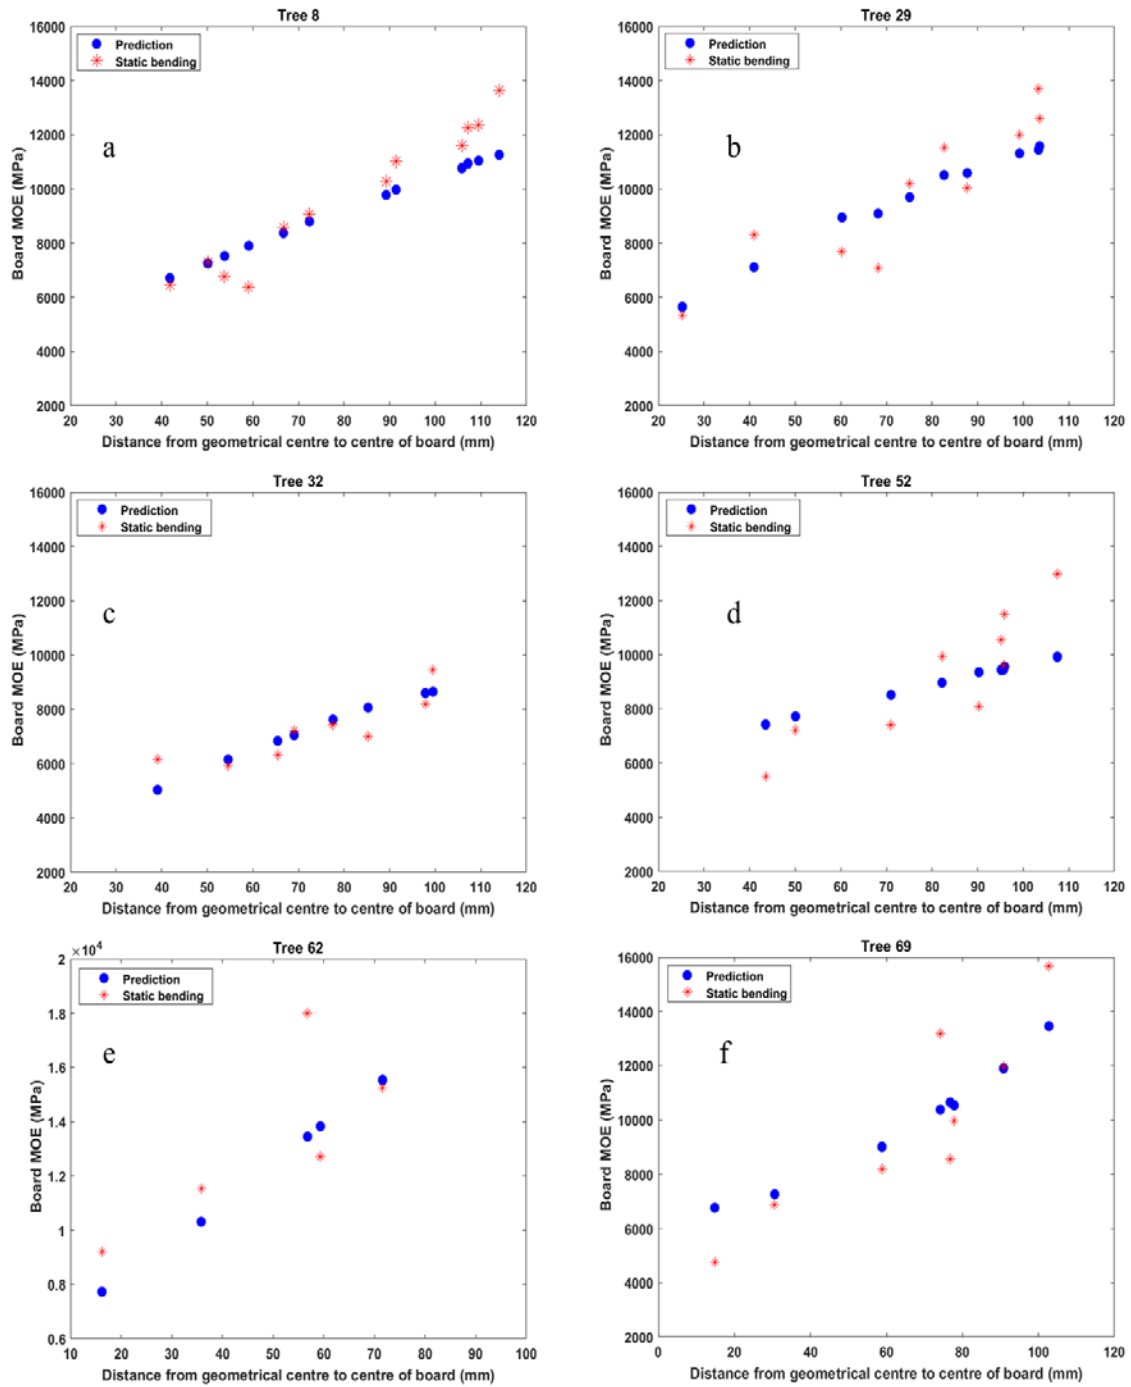 Tree 8
16000
14000
12000
10000
8000
6000
4000
2000
Board MOE (MPa)
Prediction
Static bending
a
20 30 40 50 60 70 80 90 100 110 120
Distance from geometrical centre to centre of board (mm)
Tree 29
16000
14000
12000
10000
8000
6000
4000
2000
Board MOE (MPa)
Prediction
Static bending
b
20 30 40 50 60 70 80 90 100 110 120
Distance from geometrical centre to centre of board (mm)
Tree 32
16000
14000
12000
10000
8000
6000
4000
2000
Board MOE (MPa)
Prediction
Static bending
c
20 30 40 50 60 70 80 90 100 110 120
Distance from geometrical centre to centre of board (mm)
Tree 52
16000
14000
12000
10000
8000
6000
4000
2000
Board MOE (MPa)
Prediction
Static bending
d
20 30 40 50 60 70 80 90 100 110 120
Distance from geometrical centre to centre of board (mm)
×10⁴
Tree 62
2
1.8
1.6
1.4
1.2
1
0.8
0.6
Board MOE (MPa)
Prediction
Static bending
e
10 20 30 40 50 60 70 80 90 100
Distance from geometrical centre to centre of board (mm)
Tree 69
16000
14000
12000
10000
8000
6000
4000
2000
Board MOE (MPa)
Prediction
Static bending
f
0 20 40 60 80 100 120
Distance from geometrical centre to centre of board (mm)